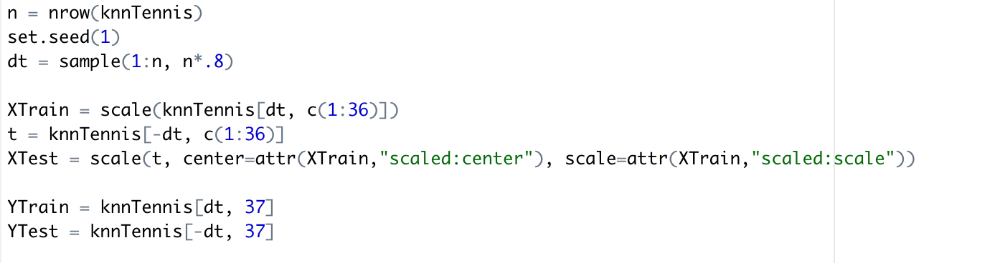 n = nrow(knnTennis)
set.seed(1)
dt = sample(1:n, n*.8)
XTrain = scale(knnTennis[dt, c(1:36)])
t = knnTennis[-dt, c(1:36)]
XTest = scale(t, center=attr(XTrain,"scaled:center"), scale=attr(XTrain,"scaled:scale"))
YTrain = knnTennis[dt, 37]
YTest = knnTennis[-dt, 37]